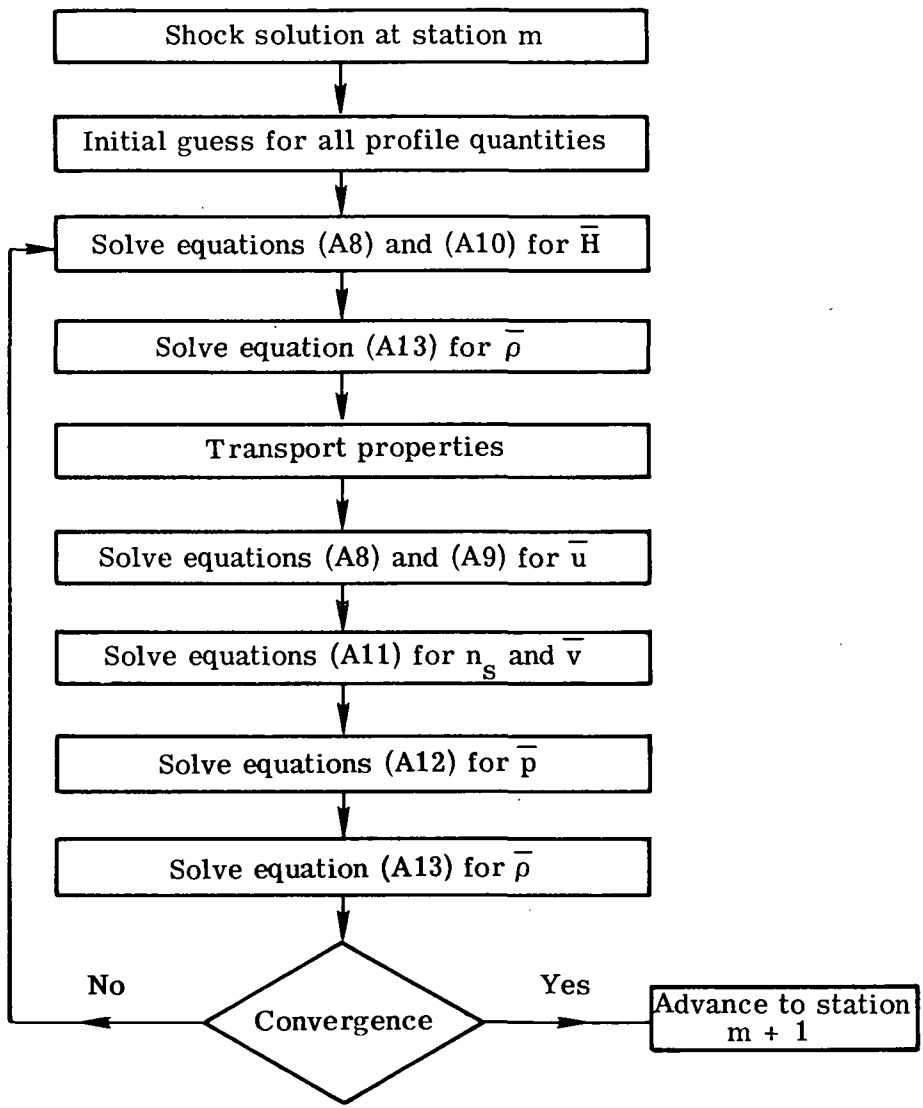 Shock solution at station m
Initial guess for all profile quantities
Solve equations (A8) and (A10) for H̅
Solve equation (A13) for ρ̅
Transport properties
Solve equations (A8) and (A9) for u̅
Solve equations (A11) for nₛ and v̅
Solve equations (A12) for p̅
Solve equation (A13) for ρ̅
No
Convergence
Yes
Advance to station
m + 1